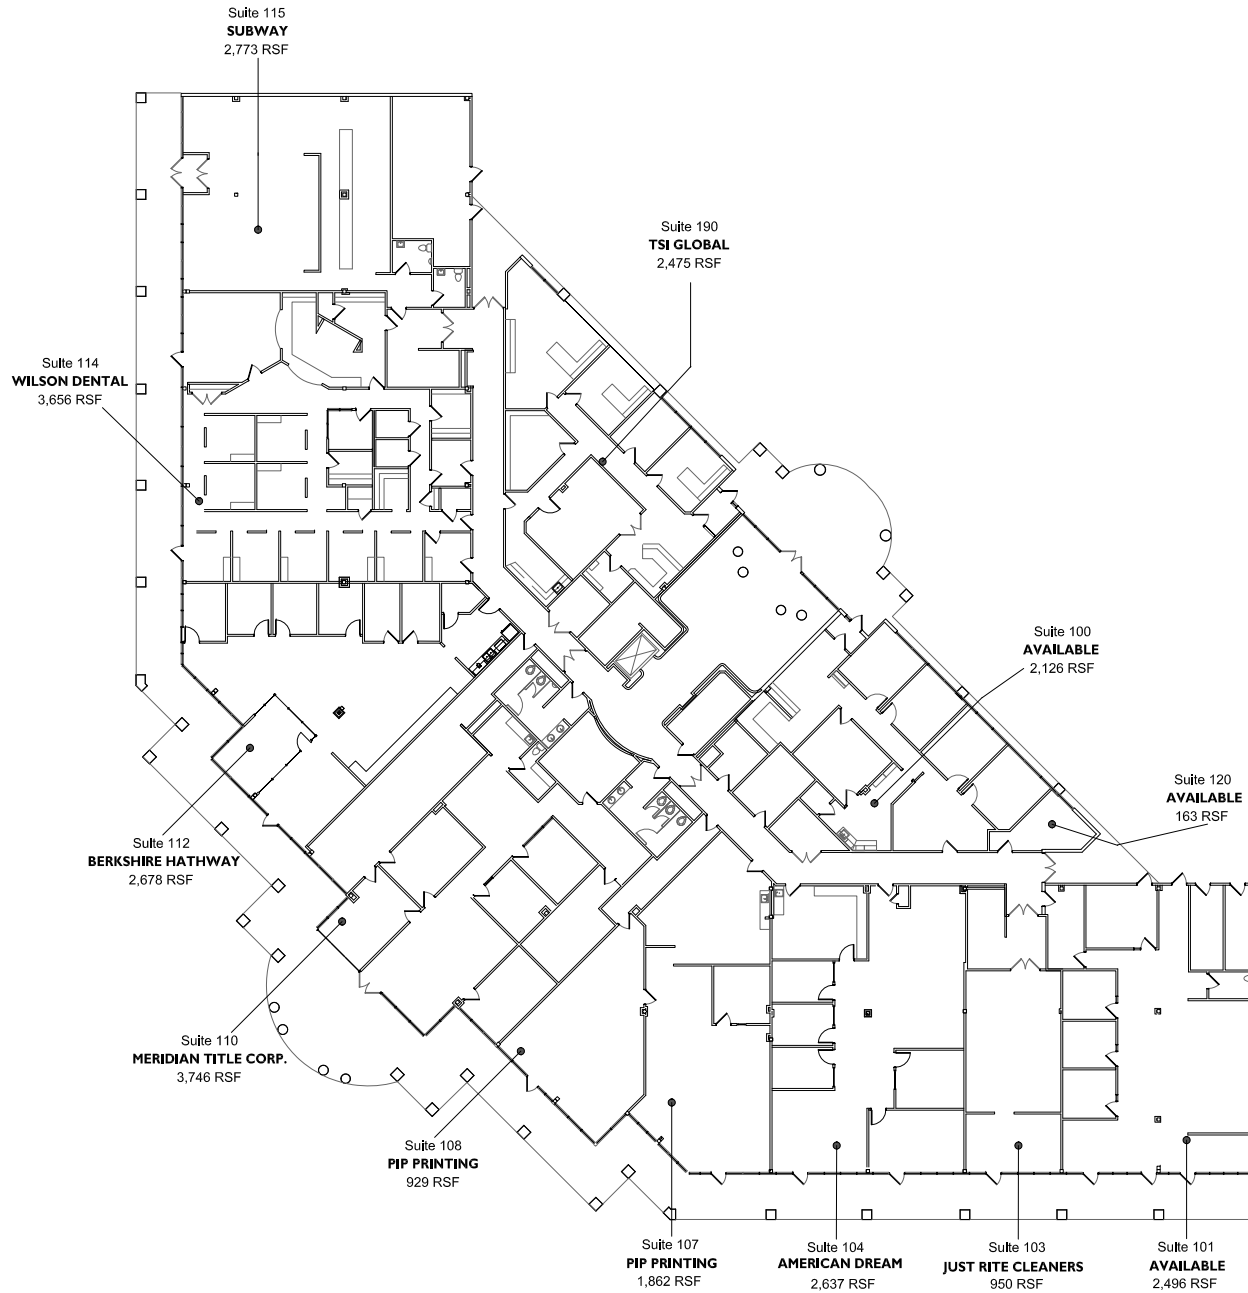 Suite 115
SUBWAY
2,773 RSF
Suite 190
TSI GLOBAL
2,475 RSF
Suite 114
WILSON DENTAL
3,656 RSF
Suite 100
AVAILABLE
2,126 RSF
Suite 120
AVAILABLE
163 RSF
Suite 112
BERKSHIRE HATHWAY
2,678 RSF
Suite 110
MERIDIAN TITLE CORP.
3,746 RSF
Suite 108
PIP PRINTING
929 RSF
Suite 107
PIP PRINTING
1,862 RSF
Suite 104
AMERICAN DREAM
2,637 RSF
Suite 103
JUST RITE CLEANERS
950 RSF
Suite 101
AVAILABLE
2,496 RSF